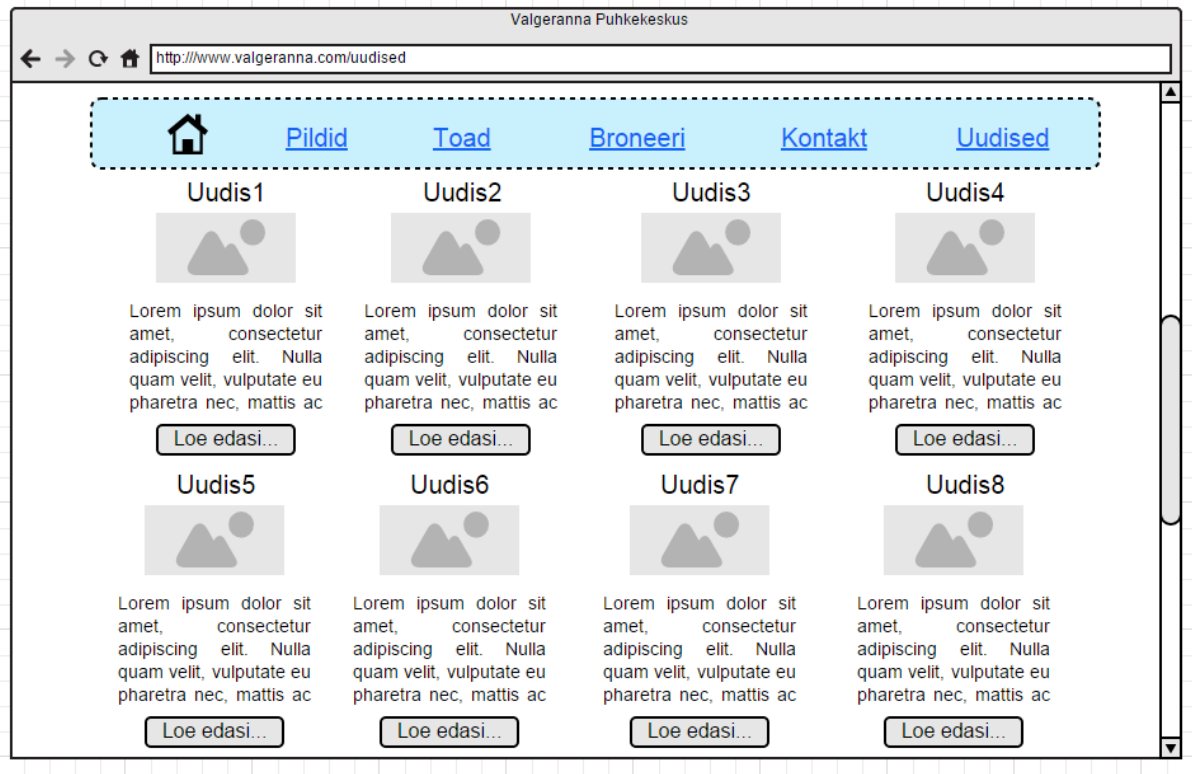 Valgeranna Puhkekeskus
http:///www.valgeranna.com/uudised
Pildid Toad Broneeri Kontakt Uudised
Uudis1 Uudis2 Uudis3 Uudis4
Lorem ipsum dolor sit
amet, consectetur
adipiscing elit. Nulla
quam velit, vulputate eu
pharetra nec, mattis ac
Lorem ipsum dolor sit
amet, consectetur
adipiscing elit. Nulla
quam velit, vulputate eu
pharetra nec, mattis ac
Lorem ipsum dolor sit
amet, consectetur
adipiscing elit. Nulla
quam velit, vulputate eu
pharetra nec, mattis ac
Lorem ipsum dolor sit
amet, consectetur
adipiscing elit. Nulla
quam velit, vulputate eu
pharetra nec, mattis ac
Loe edasi... Loe edasi... Loe edasi... Loe edasi...
Uudis5 Uudis6 Uudis7 Uudis8
Lorem ipsum dolor sit
amet, consectetur
adipiscing elit. Nulla
quam velit, vulputate eu
pharetra nec, mattis ac
Lorem ipsum dolor sit
amet, consectetur
adipiscing elit. Nulla
quam velit, vulputate eu
pharetra nec, mattis ac
Lorem ipsum dolor sit
amet, consectetur
adipiscing elit. Nulla
quam velit, vulputate eu
pharetra nec, mattis ac
Lorem ipsum dolor sit
amet, consectetur
adipiscing elit. Nulla
quam velit, vulputate eu
pharetra nec, mattis ac
Loe edasi... Loe edasi... Loe edasi... Loe edasi...